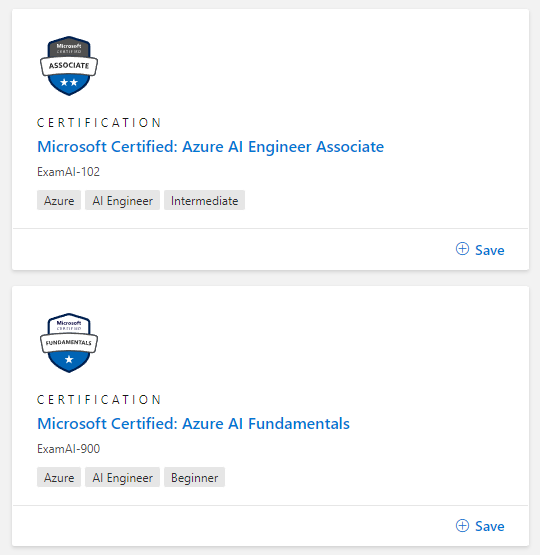 Microsoft
CERTIFIED
ASSOCIATE
CERTIFICATION
Microsoft Certified: Azure AI Engineer Associate
ExamAI-102
Azure AI Engineer Intermediate
Save
Microsoft
CERTIFIED
FUNDAMENTALS
CERTIFICATION
Microsoft Certified: Azure AI Fundamentals
ExamAI-900
Azure AI Engineer Beginner
Save